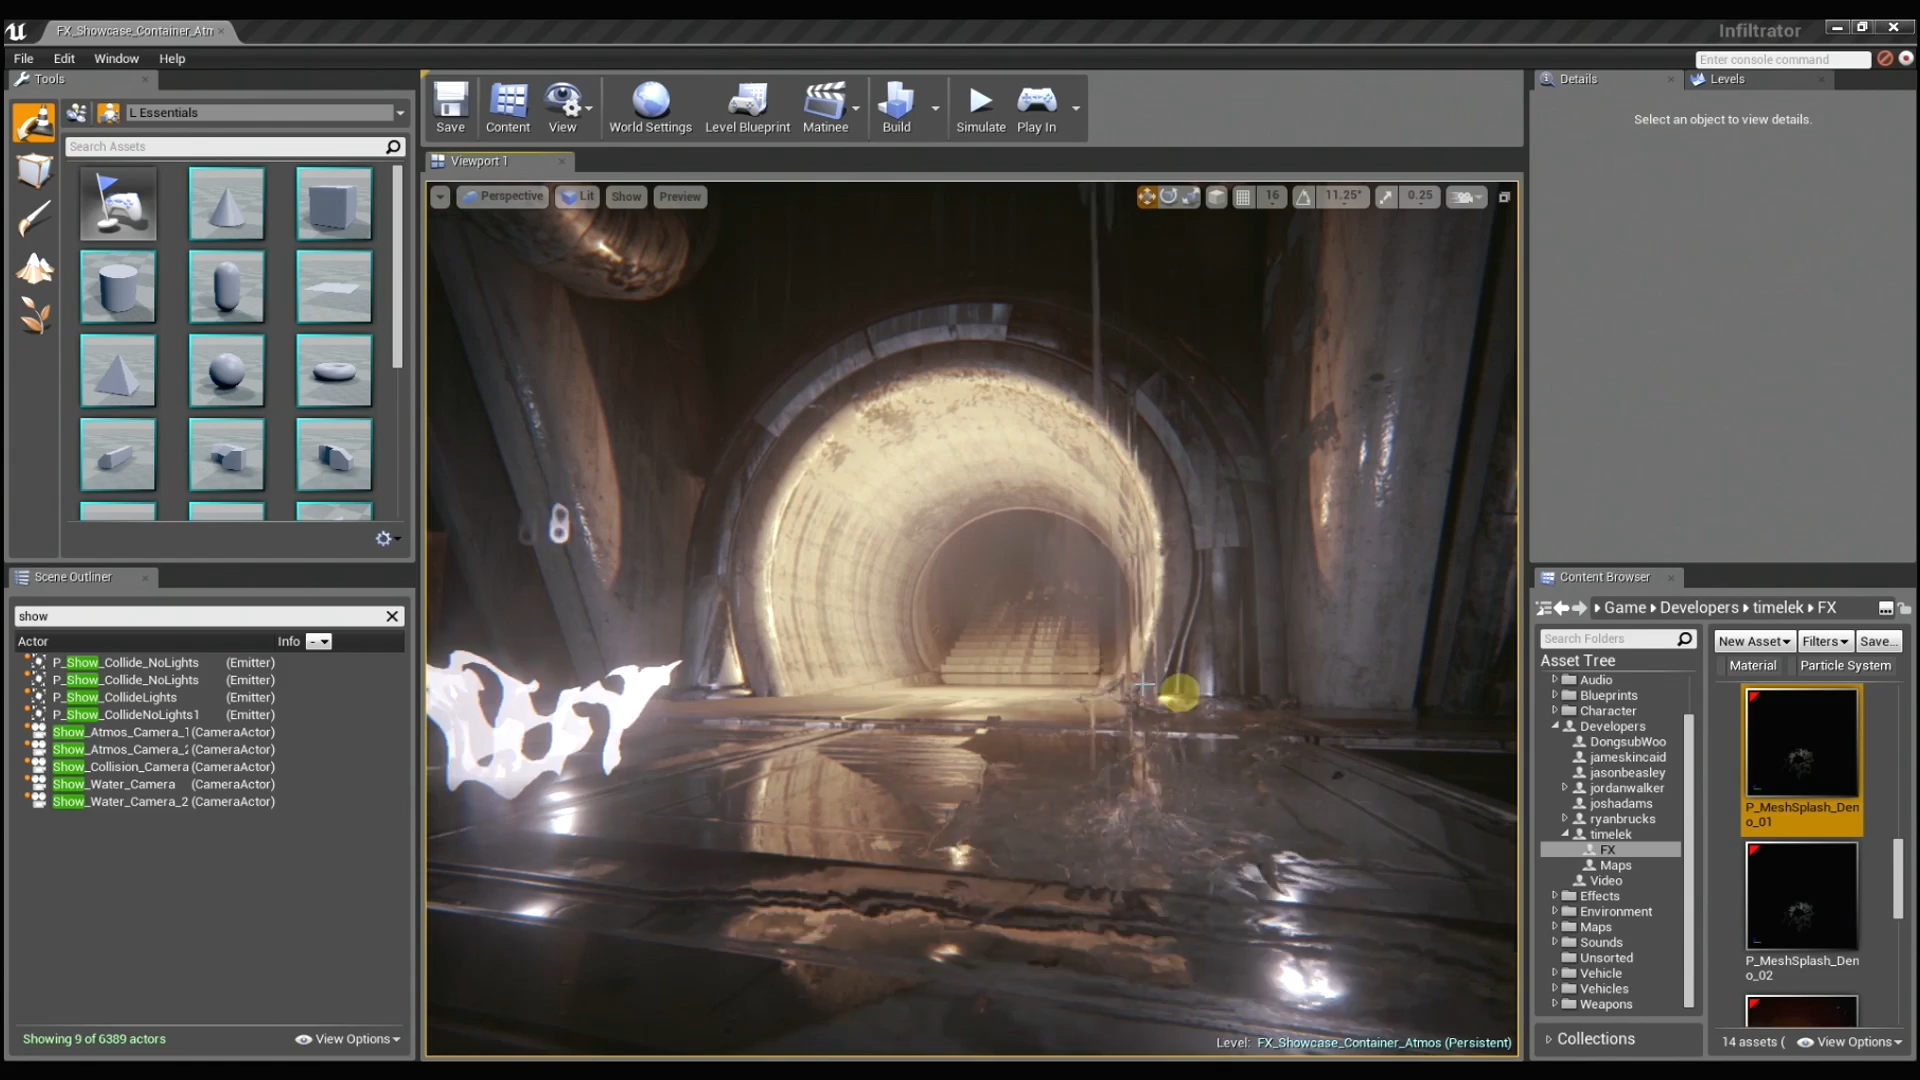 FX_Showcase_Container_Atm
Infiltrator
File Edit Window Help
Enter console command
Tools
L Essentials
Search Assets
Save
Content
View
World Settings
Level Blueprint
Matinee
Build
Simulate
Play In
Details
Levels
Select an object to view details.
Viewport 1
Perspective
Lit
Show
Preview
16
11.25°
0.25
Scene Outliner
show
Actor Info
P_Show_Collide_NoLights (Emitter)
P_Show_Collide_NoLights (Emitter)
P_Show_CollideLights (Emitter)
P_Show_CollideNoLights1 (Emitter)
Show_Atmos_Camera_1 (CameraActor)
Show_Atmos_Camera_2 (CameraActor)
Show_Collision_Camera (CameraActor)
Show_Water_Camera (CameraActor)
Show_Water_Camera_2 (CameraActor)
Showing 9 of 6389 actors
View Options
Level: FX_Showcase_Container_Atmos (Persistent)
Content Browser
Game Developers timelek FX
Search Folders
New Asset
Filters
Save...
Material
Particle System
Asset Tree
Audio
Blueprints
Character
Developers
DongsubWoo
jameskincaid
jasonbeasley
jordanwalker
joshadams
ryanbrucks
timelek
FX
Maps
Video
Effects
Environment
Maps
Sounds
Unsorted
Vehicle
Vehicles
Weapons
Collections
P_MeshSplash_Den
o_01
P_MeshSplash_Den
o_02
14 assets (
View Options